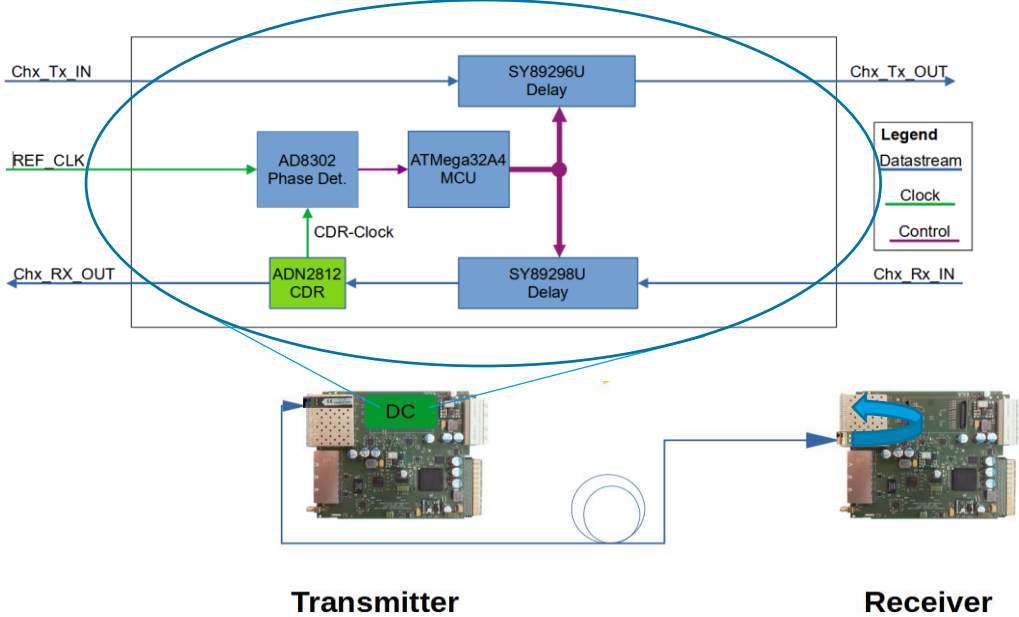 Chx_Tx_IN
SY89296U
Delay
Chx_Tx_OUT
Legend
Datastream
Clock
Control
REF_CLK
AD8302
Phase Det.
ATMega32A4
MCU
CDR-Clock
Chx_RX_OUT
ADN2812
CDR
SY89298U
Delay
Chx_Rx_IN
DC
Transmitter
Receiver